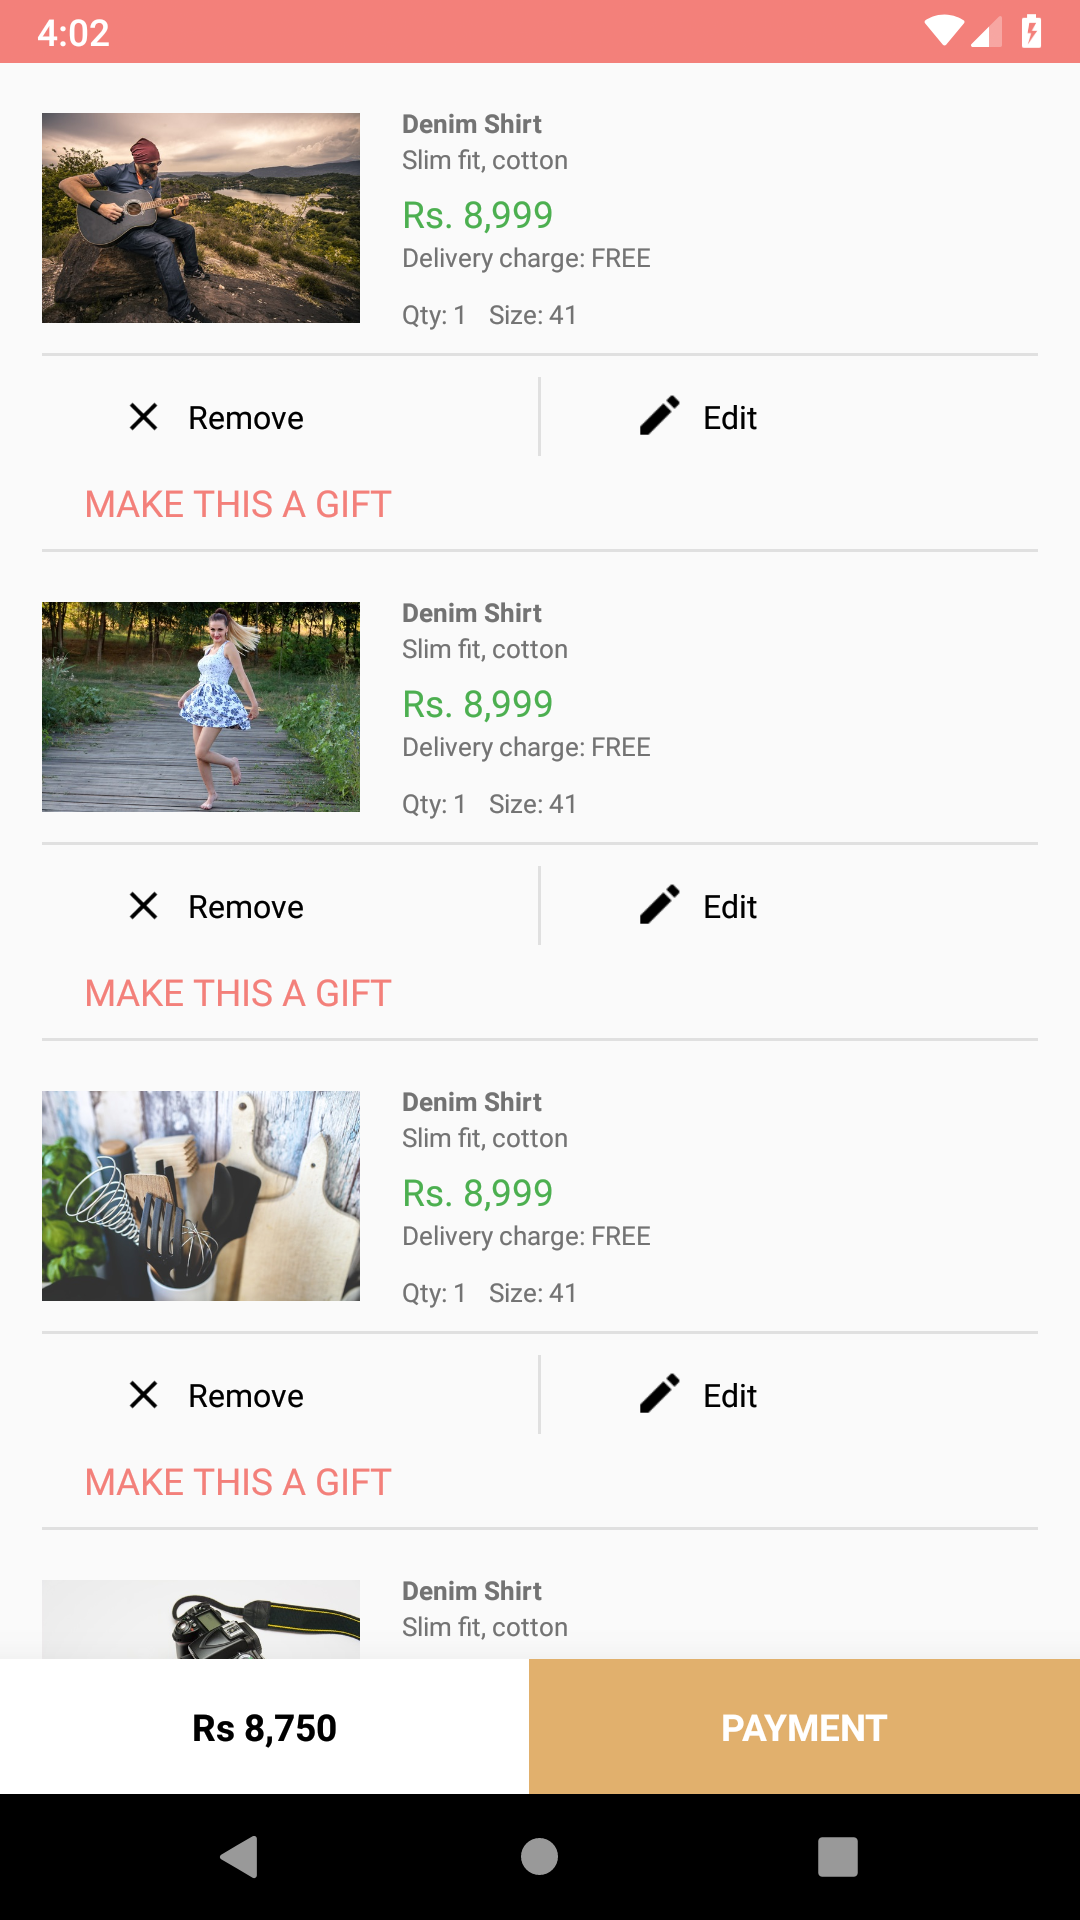 4:02
Denim Shirt
Slim fit, cotton
Rs. 8,999
Delivery charge: FREE
Qty: 1 Size: 41
Remove
Edit
MAKE THIS A GIFT
Denim Shirt
Slim fit, cotton
Rs. 8,999
Delivery charge: FREE
Qty: 1 Size: 41
Remove
Edit
MAKE THIS A GIFT
Denim Shirt
Slim fit, cotton
Rs. 8,999
Delivery charge: FREE
Qty: 1 Size: 41
Remove
Edit
MAKE THIS A GIFT
Denim Shirt
Slim fit, cotton
Rs 8,750
PAYMENT